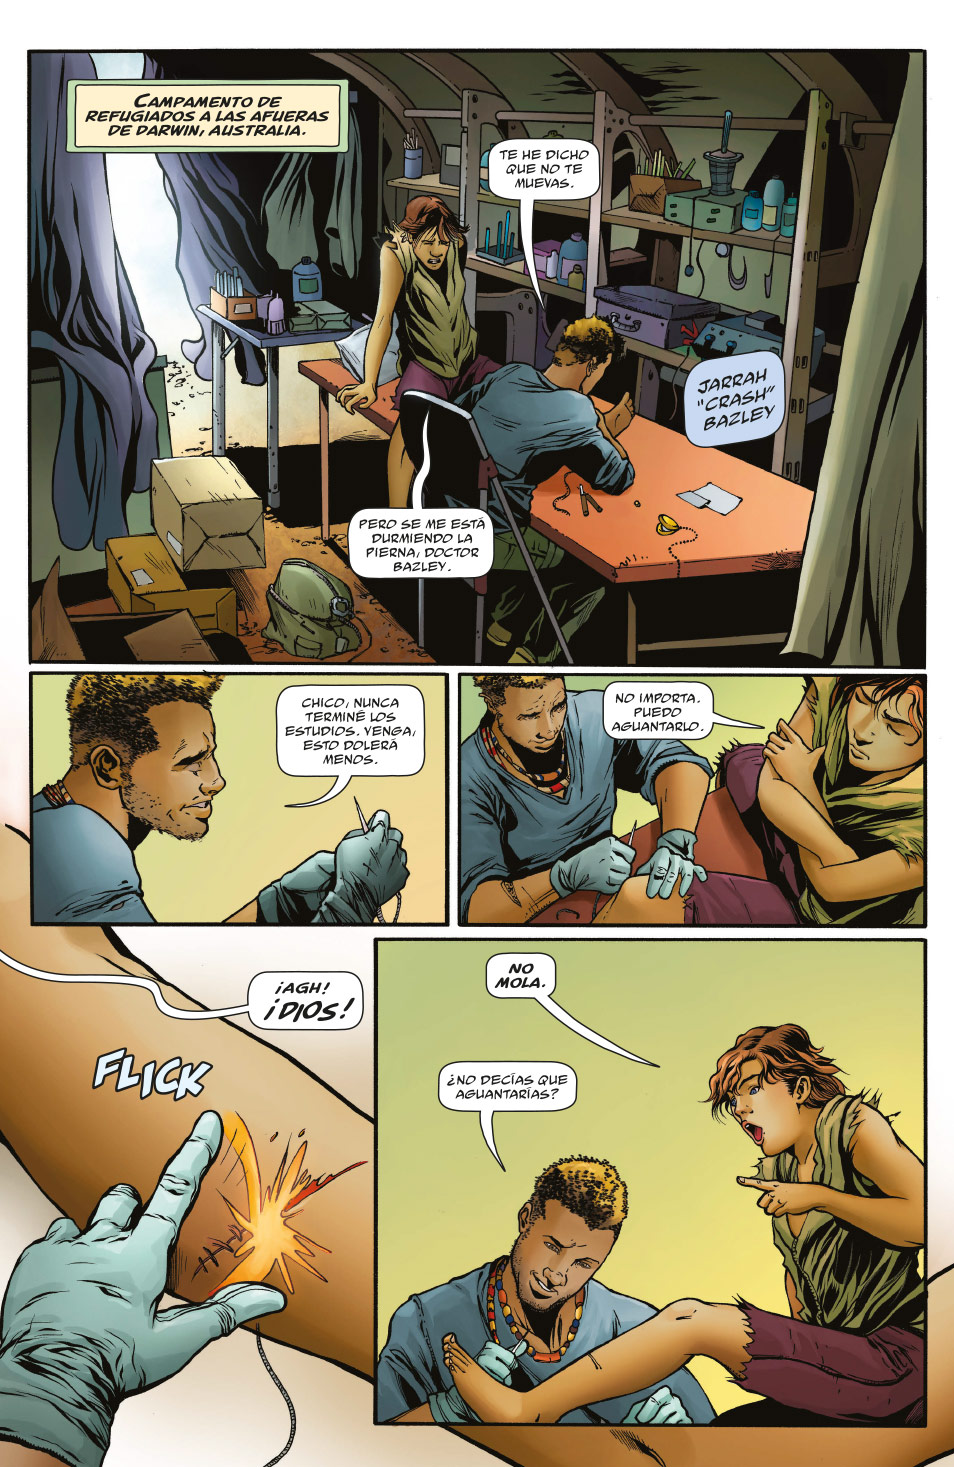 CAMPAMENTO DE
REFUGIADOS A LAS AFUERAS
DE DARWIN, AUSTRALIA.
TE HE DICHO
QUE NO TE
MUEVAS.
JARRAH
"CRASH"
BAZLEY
PERO SE ME ESTÁ
DURMIENDO LA
PIERNA, DOCTOR
BAZLEY.
CHICO, NUNCA
TERMINÉ LOS
ESTUDIOS. VENGA,
ESTO DOLERÁ
MENOS.
NO IMPORTA.
PUEDO
AGUANTARLO.
¡AGH!
¡DIOS!
FLICK
NO
MOLA.
¿NO DECÍAS QUE
AGUANTARÍAS?